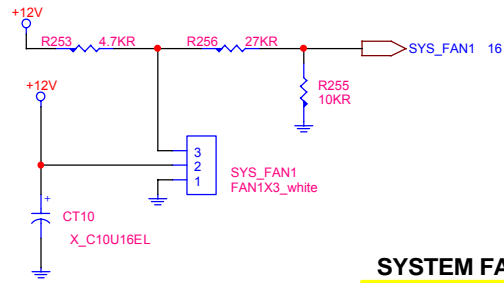 +12V
R253 4.7KR R256 27KR SYS_FAN1 16
R255
10KR
+12V
3
2
1
SYS_FAN1
FAN1X3_white
+
CT10
X_C10U16EL
SYSTEM FA